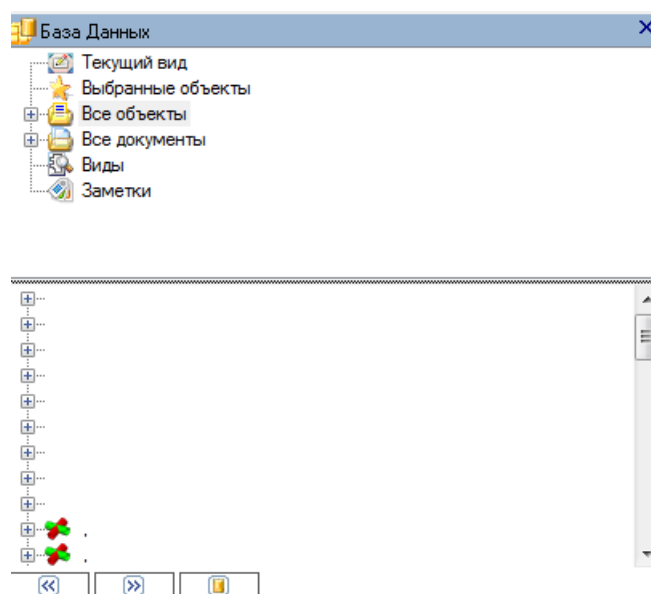 База Данных
Текущий вид
Выбранные объекты
Все объекты
Все документы
Виды
Заметки
.
.